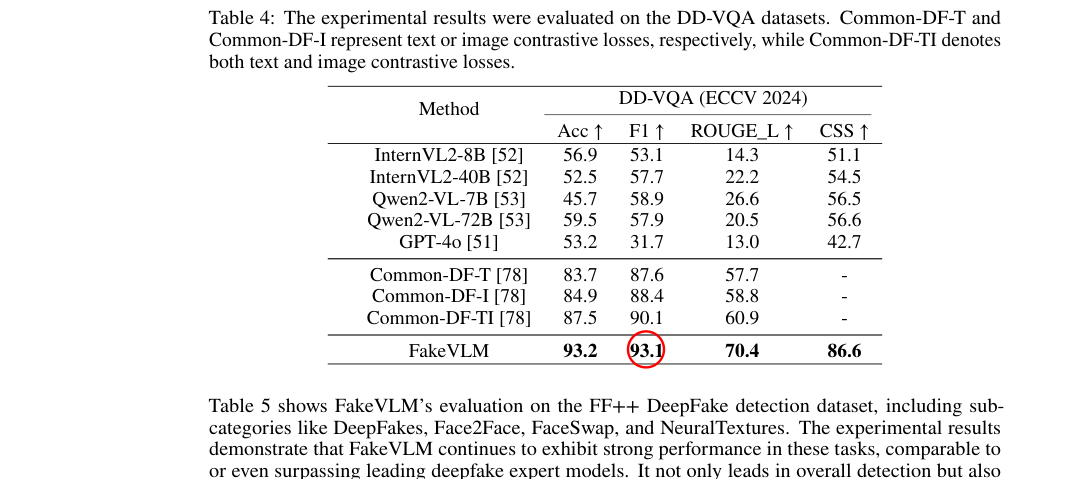 Table 4: The experimental results were evaluated on the DD-VQA datasets. Common-DF-T and
Common-DF-I represent text or image contrastive losses, respectively, while Common-DF-TI denotes
both text and image contrastive losses.
Method DD-VQA (ECCV 2024)
Acc ↑ F1 ↑ ROUGE_L ↑ CSS ↑
InternVL2-8B [52] 56.9 53.1 14.3 51.1
InternVL2-40B [52] 52.5 57.7 22.2 54.5
Qwen2-VL-7B [53] 45.7 58.9 26.6 56.5
Qwen2-VL-72B [53] 59.5 57.9 20.5 56.6
GPT-4o [51] 53.2 31.7 13.0 42.7
Common-DF-T [78] 83.7 87.6 57.7 -
Common-DF-I [78] 84.9 88.4 58.8 -
Common-DF-TI [78] 87.5 90.1 60.9 -
FakeVLM 93.2 93.1 70.4 86.6
Table 5 shows FakeVLM's evaluation on the FF++ DeepFake detection dataset, including sub-
categories like DeepFakes, Face2Face, FaceSwap, and NeuralTextures. The experimental results
demonstrate that FakeVLM continues to exhibit strong performance in these tasks, comparable to
or even surpassing leading deepfake expert models. It not only leads in overall detection but also